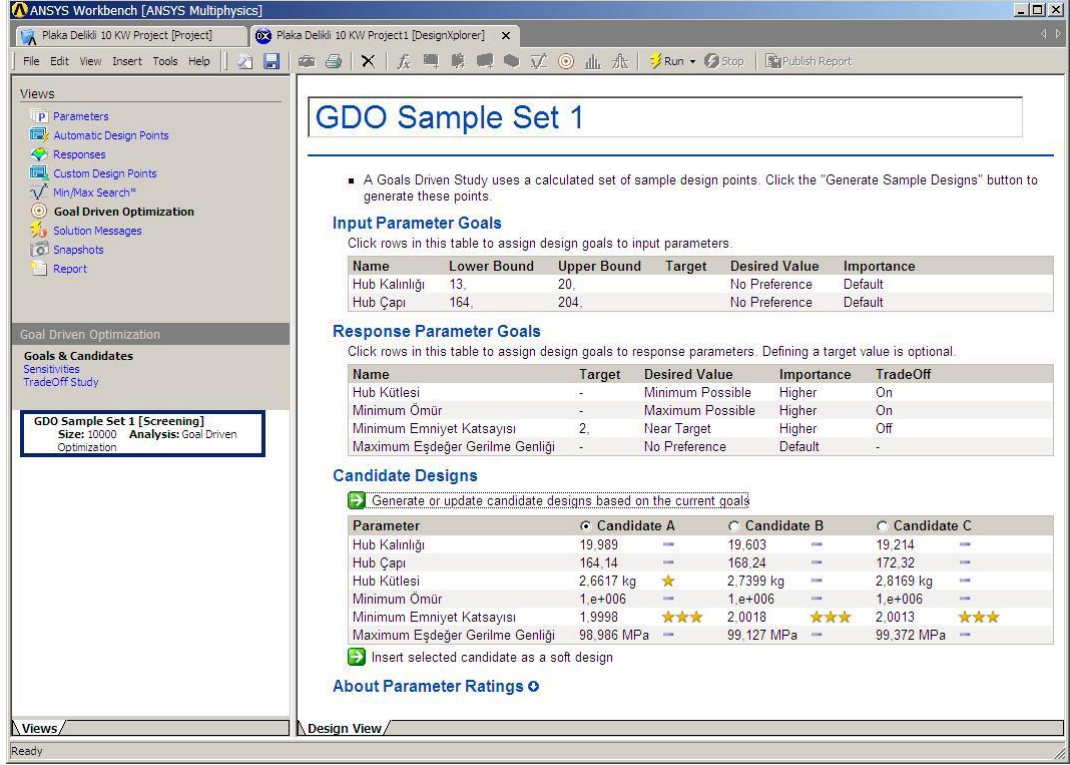 ANSYS Workbench [ANSYS Multiphysics]
Plaka Delikli 10 KW Project [Project]
Plaka Delikli 10 KW Project1 [DesignXplorer]
File Edit View Insert Tools Help
Run
Stop
Publish Report
Views
Parameters
Automatic Design Points
Responses
Custom Design Points
Min/Max Search*
Goal Driven Optimization
Solution Messages
Snapshots
Report
Goal Driven Optimization
Goals & Candidates
Sensitivities
TradeOff Study
GDO Sample Set 1 [Screening]
Size: 10000 Analysis: Goal Driven
Optimization
Views
GDO Sample Set 1
A Goals Driven Study uses a calculated set of sample design points. Click the "Generate Sample Designs" button to
generate these points.
Input Parameter Goals
Click rows in this table to assign design goals to input parameters.
Name Lower Bound Upper Bound Target Desired Value Importance
Hub Kalınlığı 13, 20, No Preference Default
Hub Çapı 164, 204, No Preference Default
Response Parameter Goals
Click rows in this table to assign design goals to response parameters. Defining a target value is optional.
Name Target Desired Value Importance TradeOff
Hub Kütlesi - Minimum Possible Higher On
Minimum Ömür - Maximum Possible Higher On
Minimum Emniyet Katsayısı 2, Near Target Higher Off
Maximum Eşdeğer Gerilme Genliği - No Preference Default -
Candidate Designs
Generate or update candidate designs based on the current goals
Parameter Candidate A Candidate B Candidate C
Hub Kalınlığı 19,989 19,603 19,214
Hub Çapı 164,14 168,24 172,32
Hub Kütlesi 2,6617 kg 2,7399 kg 2,8169 kg
Minimum Ömür 1,e+006 1,e+006 1,e+006
Minimum Emniyet Katsayısı 1,9998 2,0018 2,0013
Maximum Eşdeğer Gerilme Genliği 98,986 MPa 99,127 MPa 99,372 MPa
Insert selected candidate as a soft design
About Parameter Ratings
Design View
Ready